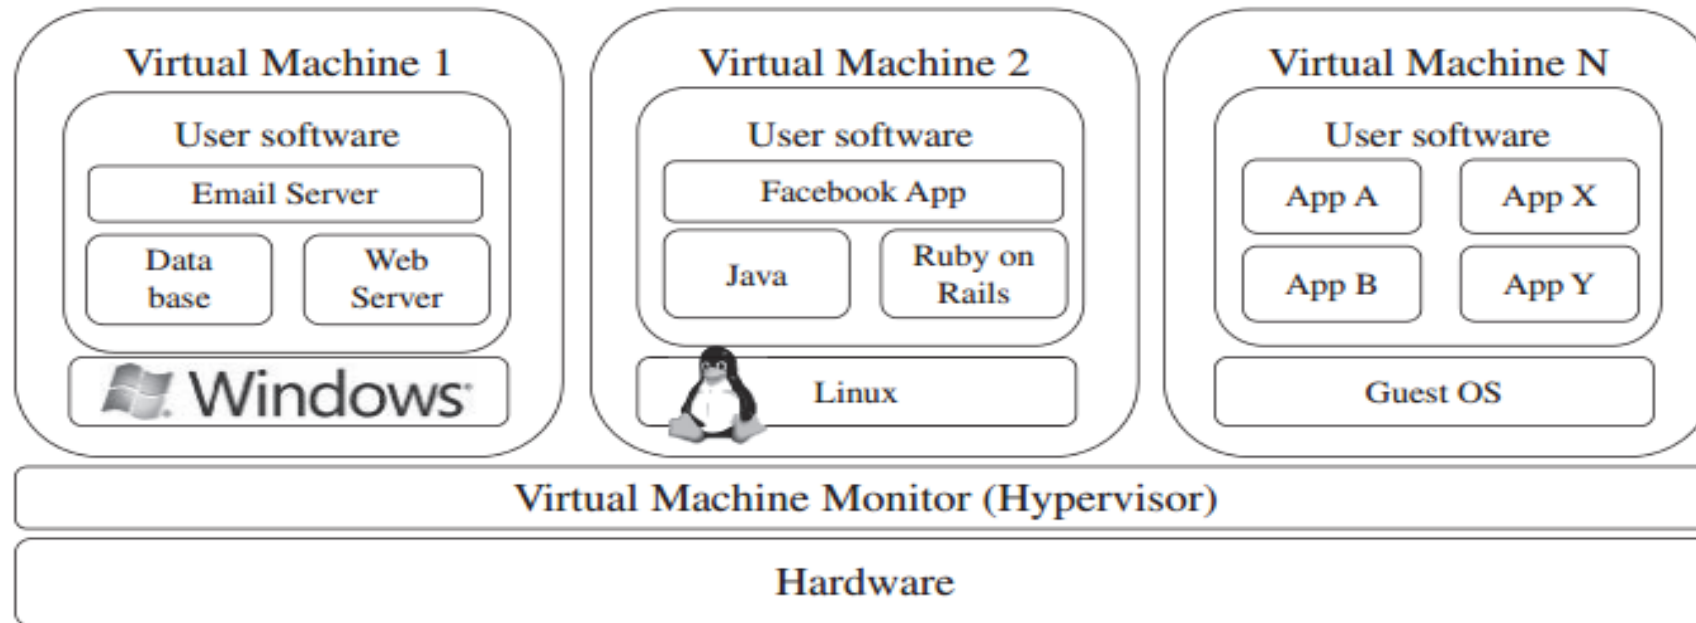 Virtual Machine 1
User software
Email Server
Data
base
Web
Server
Windows
Virtual Machine 2
User software
Facebook App
Java
Ruby on
Rails
Linux
Virtual Machine N
User software
App A
App X
App B
App Y
Guest OS
Virtual Machine Monitor (Hypervisor)
Hardware